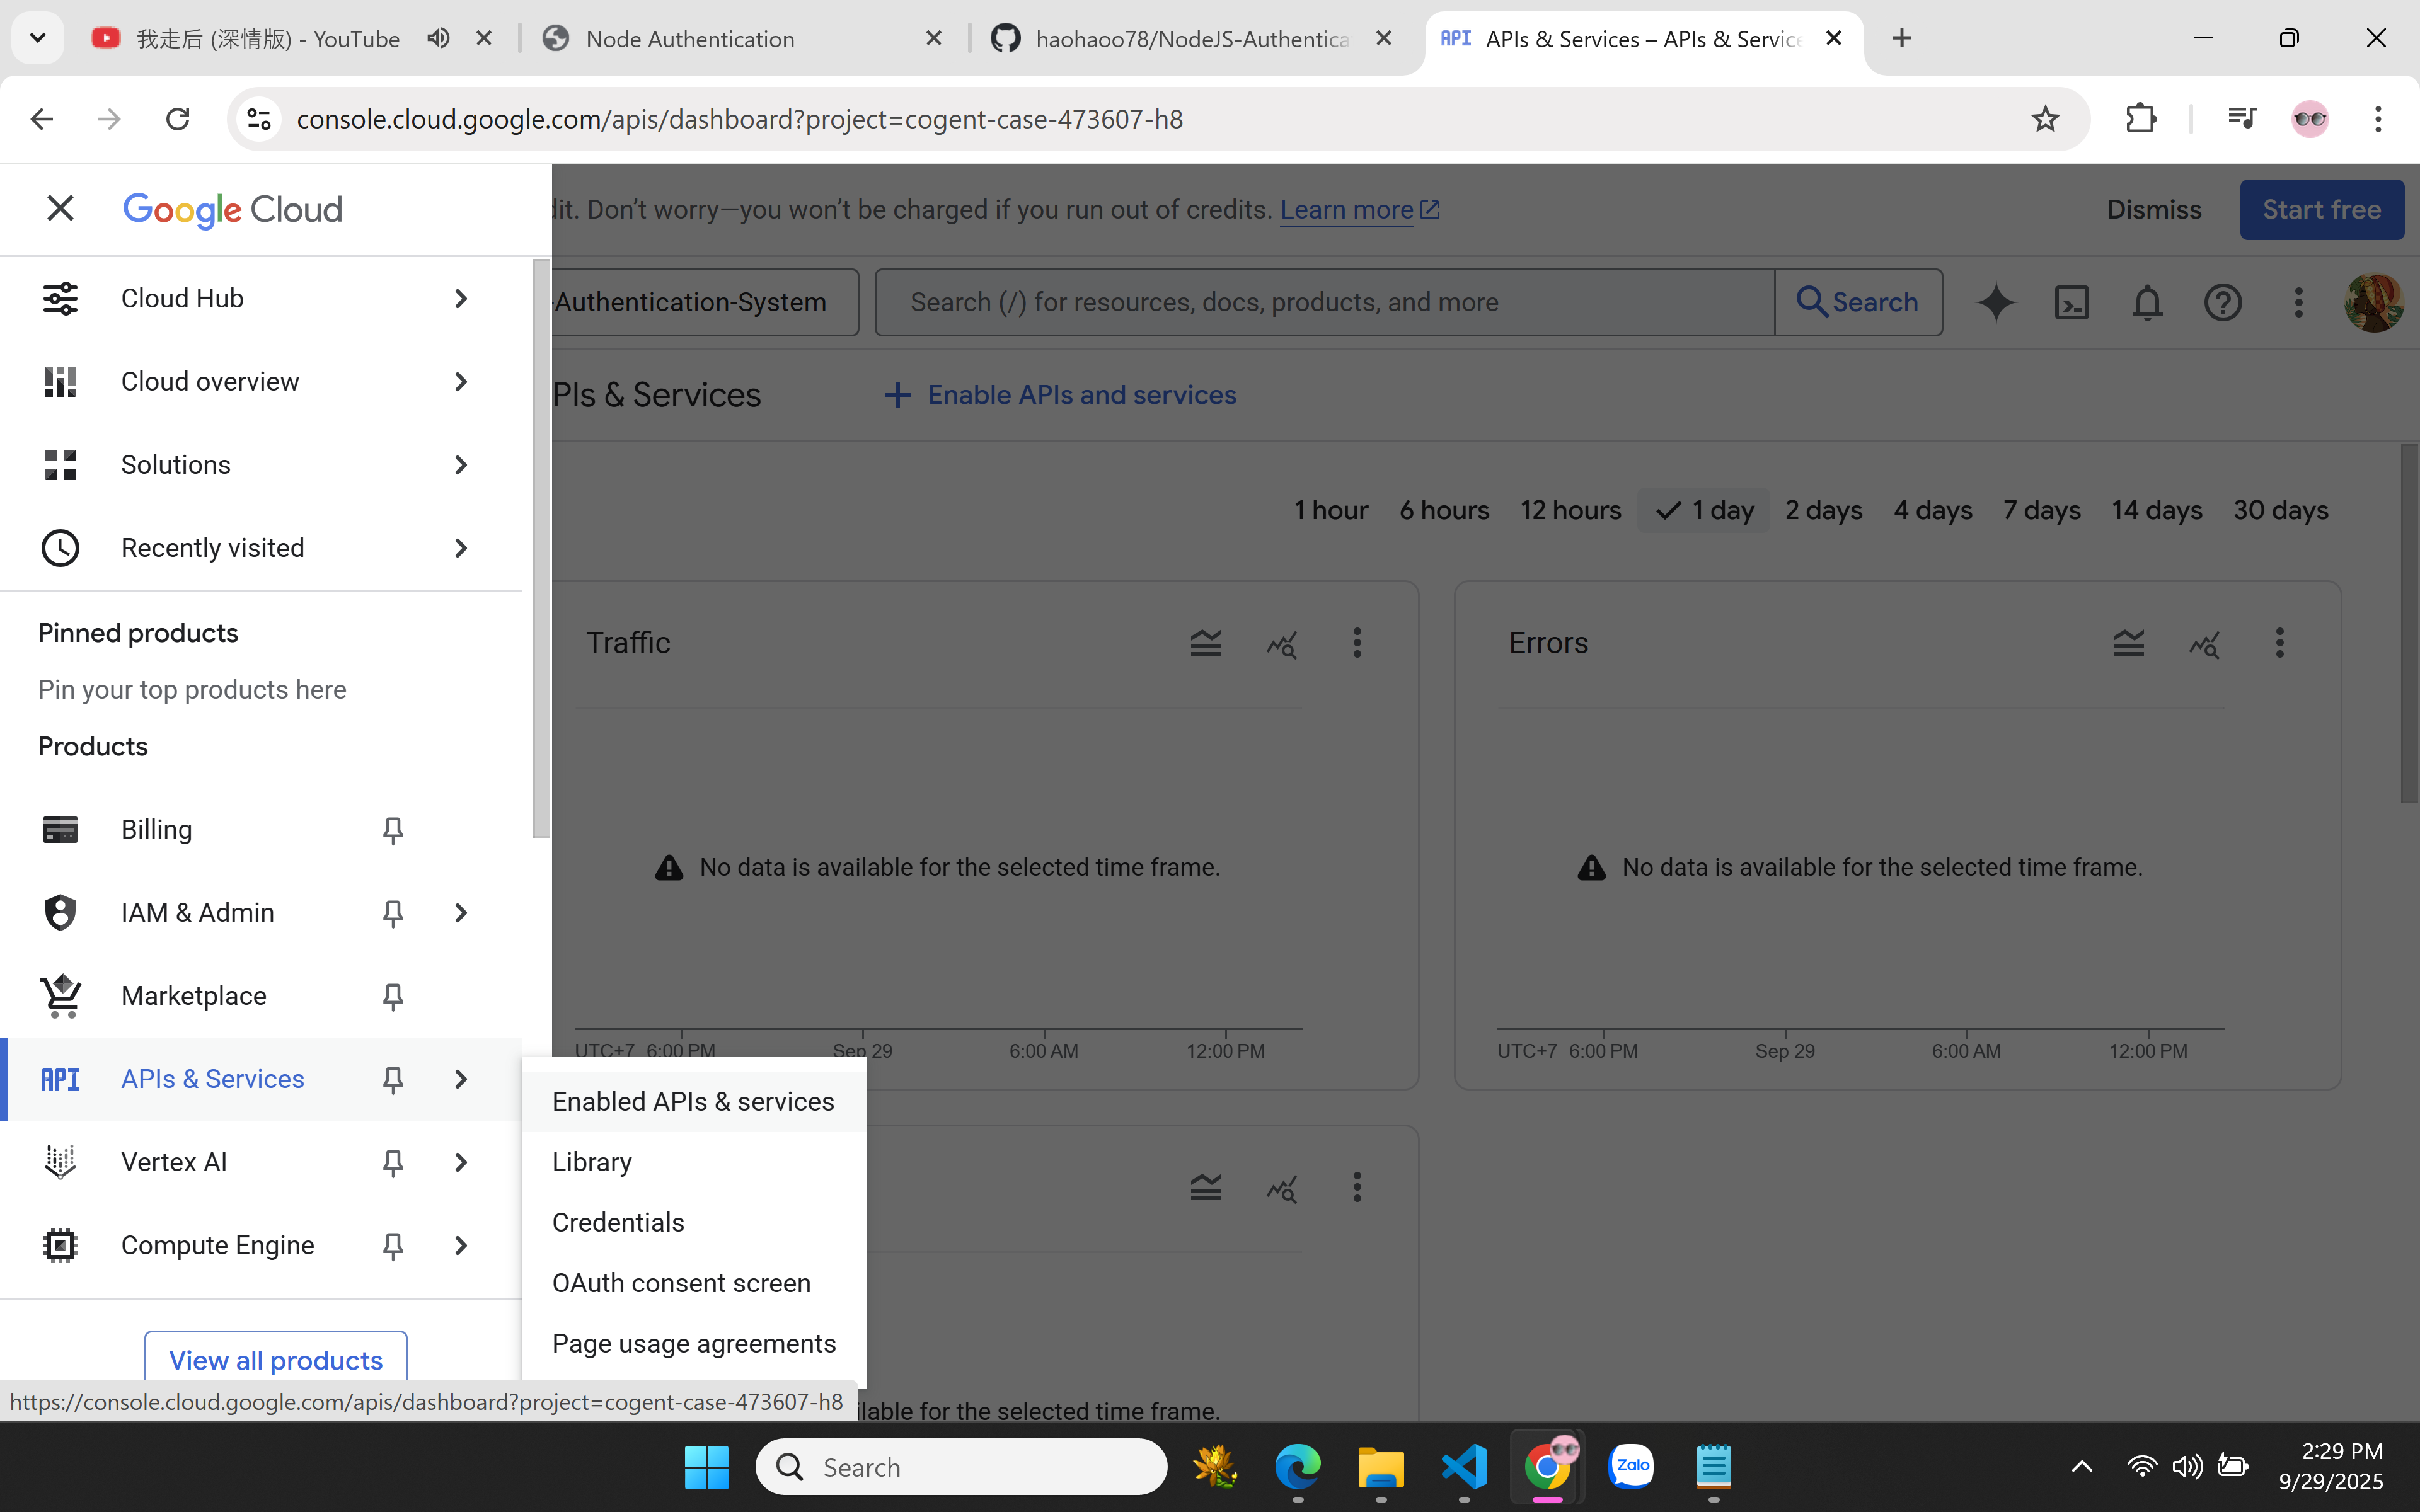 我走后 (深情版) - YouTube
Node Authentication
haohaoo78/NodeJS-Authentica
API APIs & Services – APIs & Service
console.cloud.google.com/apis/dashboard?project=cogent-case-473607-h8
Google Cloud
dit. Don’t worry—you won’t be charged if you run out of credits. Learn more
Dismiss
Start free
Cloud Hub
-Authentication-System
Search (/) for resources, docs, products, and more
Search
Cloud overview
PIs & Services
Enable APIs and services
Solutions
1 hour 6 hours 12 hours 1 day 2 days 4 days 7 days 14 days 30 days
Recently visited
Pinned products
Pin your top products here
Products
Traffic
Errors
Billing
No data is available for the selected time frame.
No data is available for the selected time frame.
IAM & Admin
Marketplace
UTC+7 6:00 PM Sep 29 6:00 AM 12:00 PM
UTC+7 6:00 PM Sep 29 6:00 AM 12:00 PM
API APIs & Services
Enabled APIs & services
Vertex AI
Library
Credentials
Compute Engine
OAuth consent screen
Page usage agreements
View all products
https://console.cloud.google.com/apis/dashboard?project=cogent-case-473607-h8
ilable for the selected time frame.
Search
Zalo
2:29 PM
9/29/2025